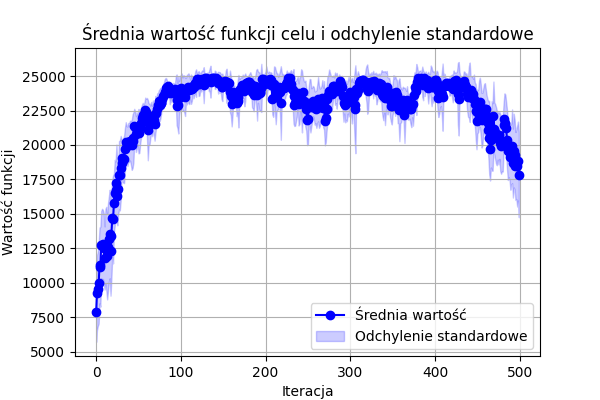 Średnia wartość funkcji celu i odchylenie standardowe
Wartość funkcji
25000
22500
20000
17500
15000
12500
10000
7500
5000
Średnia wartość
Odchylenie standardowe
0 100 200 300 400 500
Iteracja